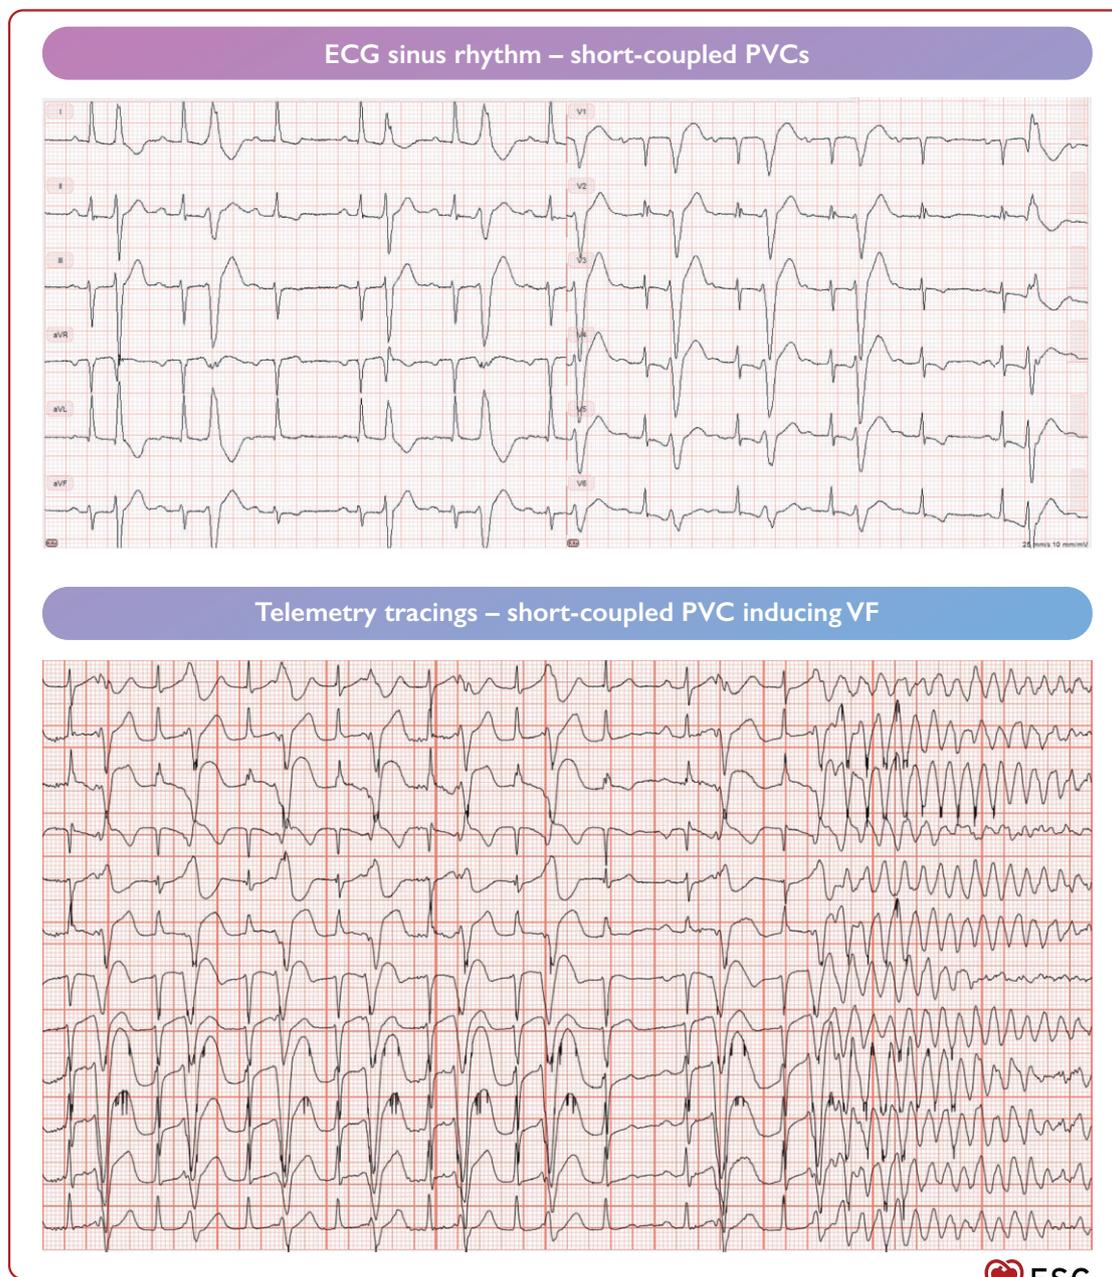 ECG sinus rhythm – short-coupled PVCs
I
II
III
aVR
aVL
aVF
V1
V2
V3
V4
V5
V6
25 mm/s 10 mm/mV
Telemetry tracings – short-coupled PVC inducing VF
ESC